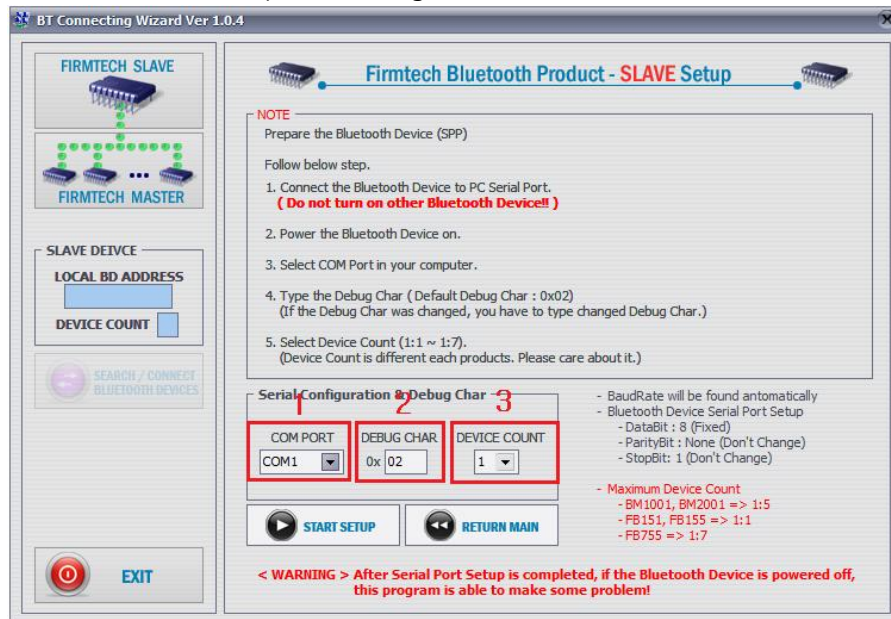 BT Connecting Wizard Ver 1.0.4
FIRMTECH SLAVE
FIRMTECH MASTER
SLAVE DEIVCE
LOCAL BD ADDRESS
DEVICE COUNT
SEARCH / CONNECT
BLUETOOTH DEVICES
EXIT
Firmtech Bluetooth Product - SLAVE Setup
NOTE
Prepare the Bluetooth Device (SPP)
Follow below step.
1. Connect the Bluetooth Device to PC Serial Port.
( Do not turn on other Bluetooth Device!! )
2. Power the Bluetooth Device on.
3. Select COM Port in your computer.
4. Type the Debug Char ( Default Debug Char : 0x02)
(If the Debug Char was changed, you have to type changed Debug Char.)
5. Select Device Count (1:1 ~ 1:7).
(Device Count is different each products. Please care about it.)
Serial Configuration & Debug Char
1 2 3
COM PORT DEBUG CHAR DEVICE COUNT
COM1 0x 02 1
START SETUP RETURN MAIN
- BaudRate will be found antomatically
- Bluetooth Device Serial Port Setup
- DataBit : 8 (Fixed)
- ParityBit : None (Don't Change)
- StopBit: 1 (Don't Change)
- Maximum Device Count
- BM1001, BM2001 => 1:5
- FB151, FB155 => 1:1
- FB755 => 1:7
< WARNING > After Serial Port Setup is completed, if the Bluetooth Device is powered off,
this program is able to make some problem!